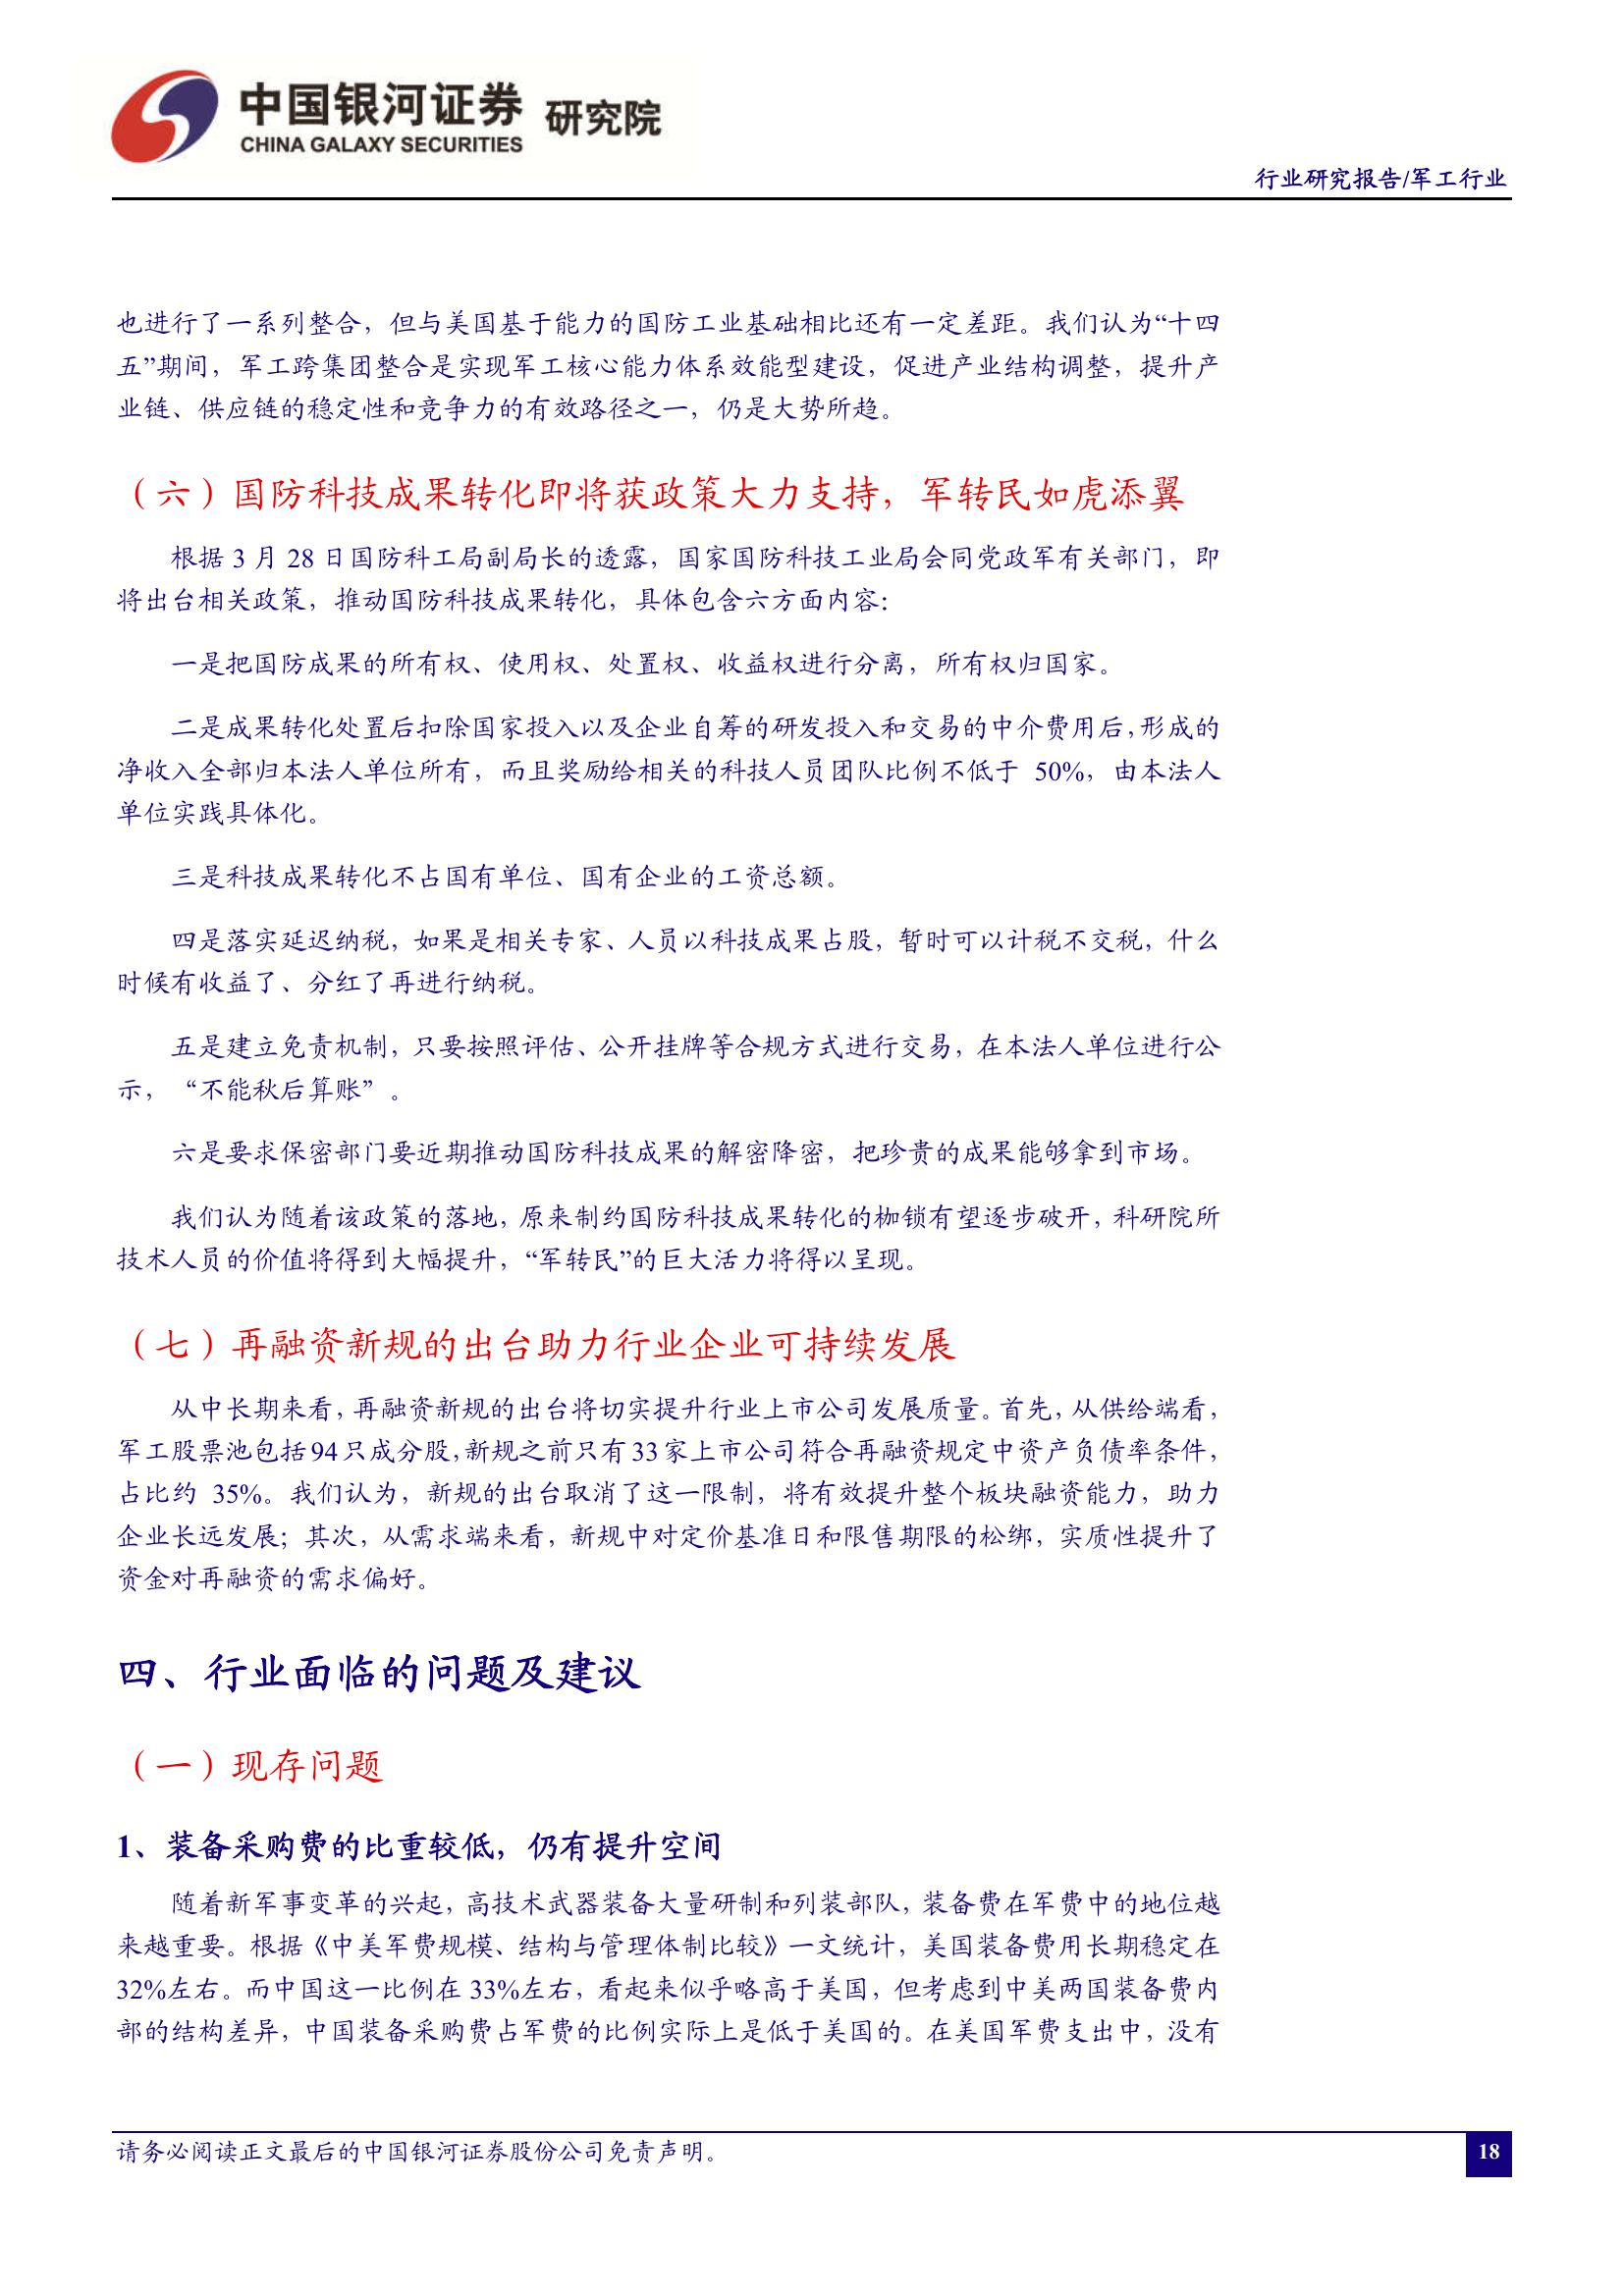 中国银河证券 研究院
CHINA GALAXY SECURITIES
行业研究报告/军工行业
也进行了一系列整合，但与美国基于能力的国防工业基础相比还有一定差距。我们认为“十四
五”期间，军工跨集团整合是实现军工核心能力体系效能型建设，促进产业结构调整，提升产
业链、供应链的稳定性和竞争力的有效路径之一，仍是大势所趋。
（六）国防科技成果转化即将获政策大力支持，军转民如虎添翼
根据 3 月 28 日国防科工局副局长的透露，国家国防科技工业局会同党政军有关部门，即
将出台相关政策，推动国防科技成果转化，具体包含六方面内容：
一是把国防成果的所有权、使用权、处置权、收益权进行分离，所有权归国家。
二是成果转化处置后扣除国家投入以及企业自筹的研发投入和交易的中介费用后，形成的
净收入全部归本法人单位所有，而且奖励给相关的科技人员团队比例不低于 50%，由本法人
单位实践具体化。
三是科技成果转化不占国有单位、国有企业的工资总额。
四是落实延迟纳税，如果是相关专家、人员以科技成果占股，暂时可以计税不交税，什么
时候有收益了、分红了再进行纳税。
五是建立免责机制，只要按照评估、公开挂牌等合规方式进行交易，在本法人单位进行公
示，“不能秋后算账”。
六是要求保密部门要近期推动国防科技成果的解密降密，把珍贵的成果能够拿到市场。
我们认为随着该政策的落地，原来制约国防科技成果转化的枷锁有望逐步破开，科研院所
技术人员的价值将得到大幅提升，“军转民”的巨大活力将得以呈现。
（七）再融资新规的出台助力行业企业可持续发展
从中长期来看，再融资新规的出台将切实提升行业上市公司发展质量。首先，从供给端看，
军工股票池包括 94 只成分股，新规之前只有 33 家上市公司符合再融资规定中资产负债率条件，
占比约 35%。我们认为，新规的出台取消了这一限制，将有效提升整个板块融资能力，助力
企业长远发展；其次，从需求端来看，新规中对定价基准日和限售期限的松绑，实质性提升了
资金对再融资的需求偏好。
四、行业面临的问题及建议
（一）现存问题
1、装备采购费的比重较低，仍有提升空间
随着新军事变革的兴起，高技术武器装备大量研制和列装部队，装备费在军费中的地位越
来越重要。根据《中美军费规模、结构与管理体制比较》一文统计，美国装备费用长期稳定在
32%左右。而中国这一比例在 33%左右，看起来似乎略高于美国，但考虑到中美两国装备费内
部的结构差异，中国装备采购费占军费的比例实际上是低于美国的。在美国军费支出中，没有
请务必阅读正文最后的中国银河证券股份公司免责声明。
18